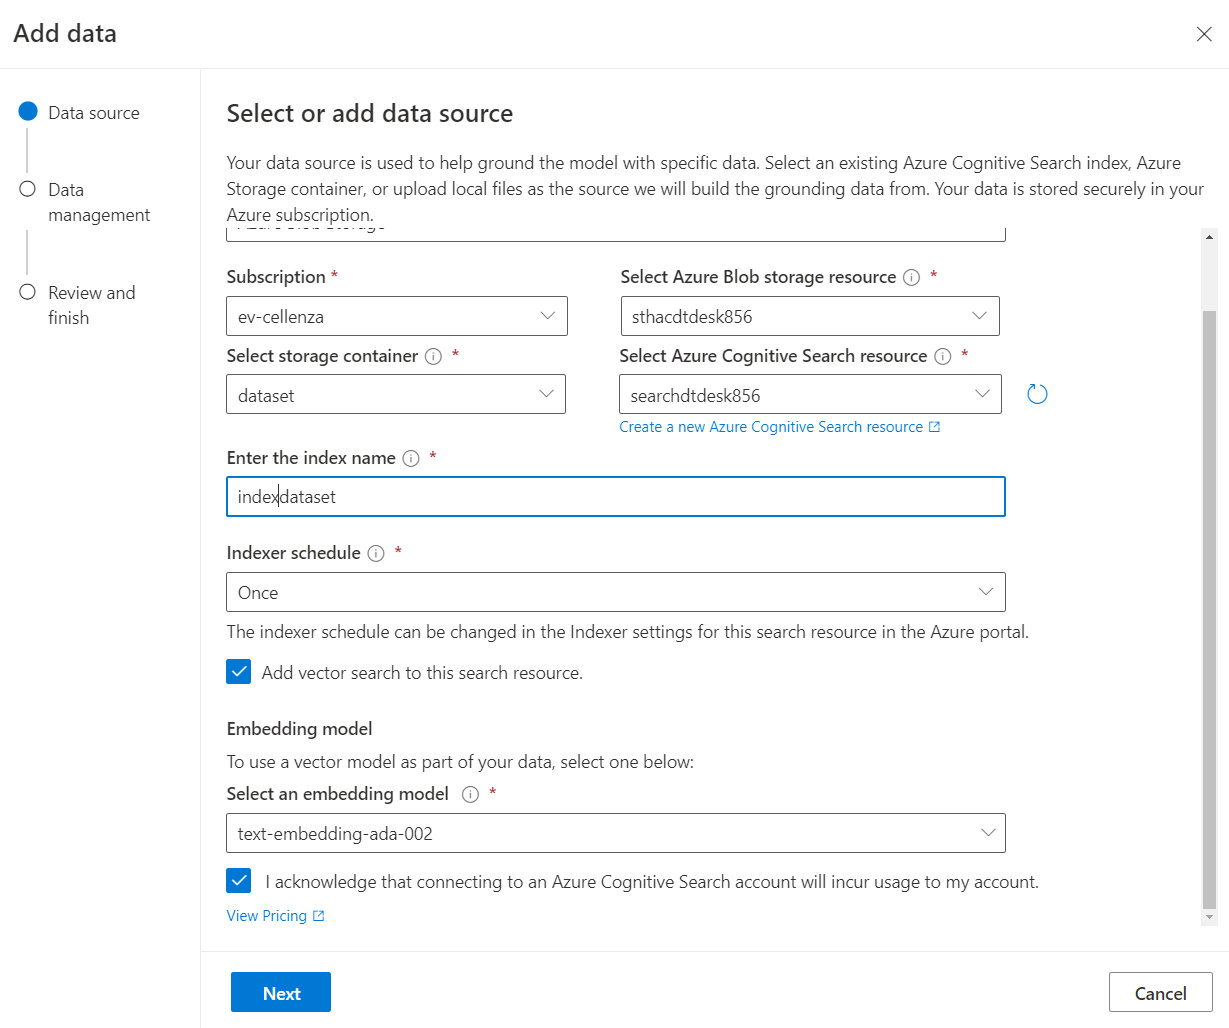 Add data
Data source
Data
management
Review and
finish
Select or add data source
Your data source is used to help ground the model with specific data. Select an existing Azure Cognitive Search index, Azure
Storage container, or upload local files as the source we will build the grounding data from. Your data is stored securely in your
Azure subscription.
Azure Blob Storage
Subscription *
Select Azure Blob storage resource *
ev-cellenza
sthacdtdesk856
Select storage container *
Select Azure Cognitive Search resource *
dataset
searchdtdesk856
Create a new Azure Cognitive Search resource
Enter the index name *
indexdataset
Indexer schedule *
Once
The indexer schedule can be changed in the Indexer settings for this search resource in the Azure portal.
Add vector search to this search resource.
Embedding model
To use a vector model as part of your data, select one below:
Select an embedding model *
text-embedding-ada-002
I acknowledge that connecting to an Azure Cognitive Search account will incur usage to my account.
View Pricing
Next
Cancel